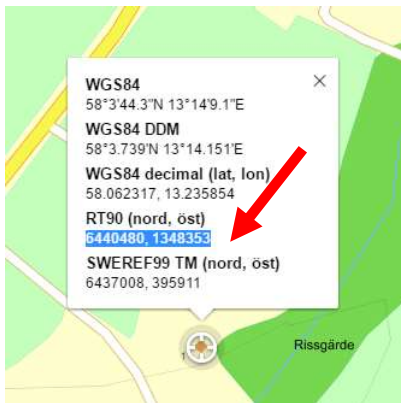 WGS84
58°3'44.3"N 13°14'9.1"E
WGS84 DDM
58°3.739'N 13°14.151'E
WGS84 decimal (lat, lon)
58.062317, 13.235854
RT90 (nord, öst)
6440480, 1348353
SWEREF99 TM (nord, öst)
6437008, 395911
Rissgärde